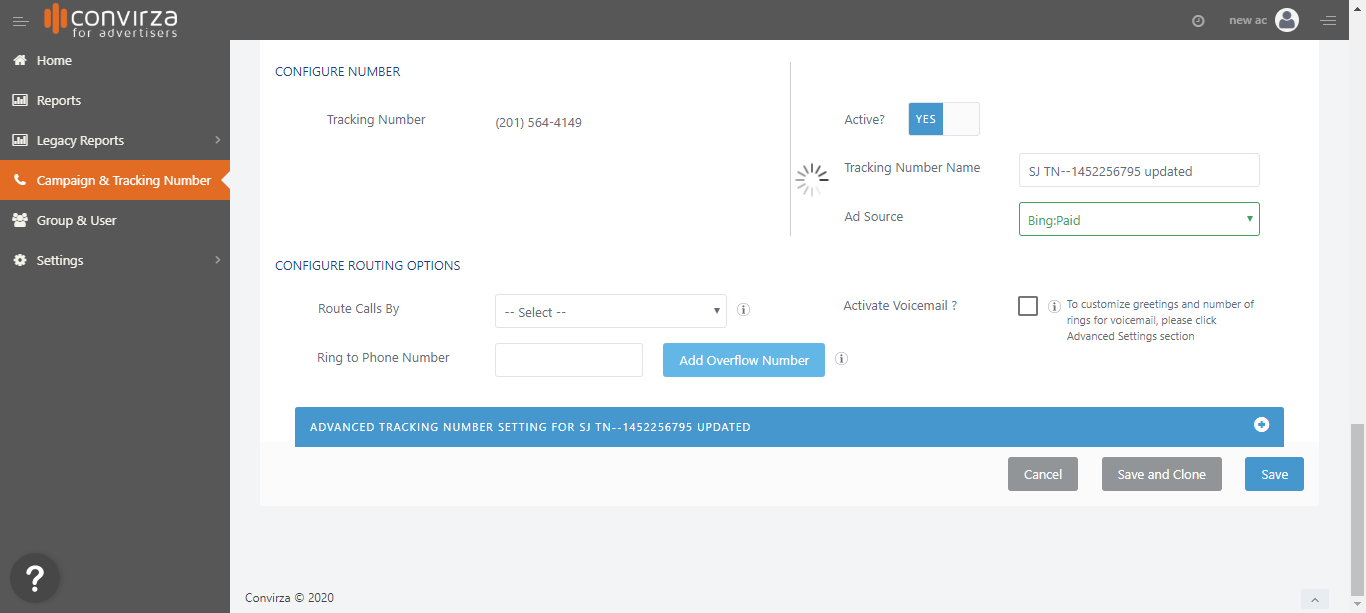 convirza
for advertisers
new ac
Home
Reports
Legacy Reports
Campaign & Tracking Number
Group & User
Settings
CONFIGURE NUMBER
Tracking Number
(201) 564-4149
Active?
YES
Tracking Number Name
SJ TN--1452256795 updated
Ad Source
Bing:Paid
CONFIGURE ROUTING OPTIONS
Route Calls By
-- Select --
Activate Voicemail ?
To customize greetings and number of
rings for voicemail, please click
Advanced Settings section
Ring to Phone Number
Add Overflow Number
ADVANCED TRACKING NUMBER SETTING FOR SJ TN--1452256795 UPDATED
Cancel
Save and Clone
Save
?
Convirza © 2020